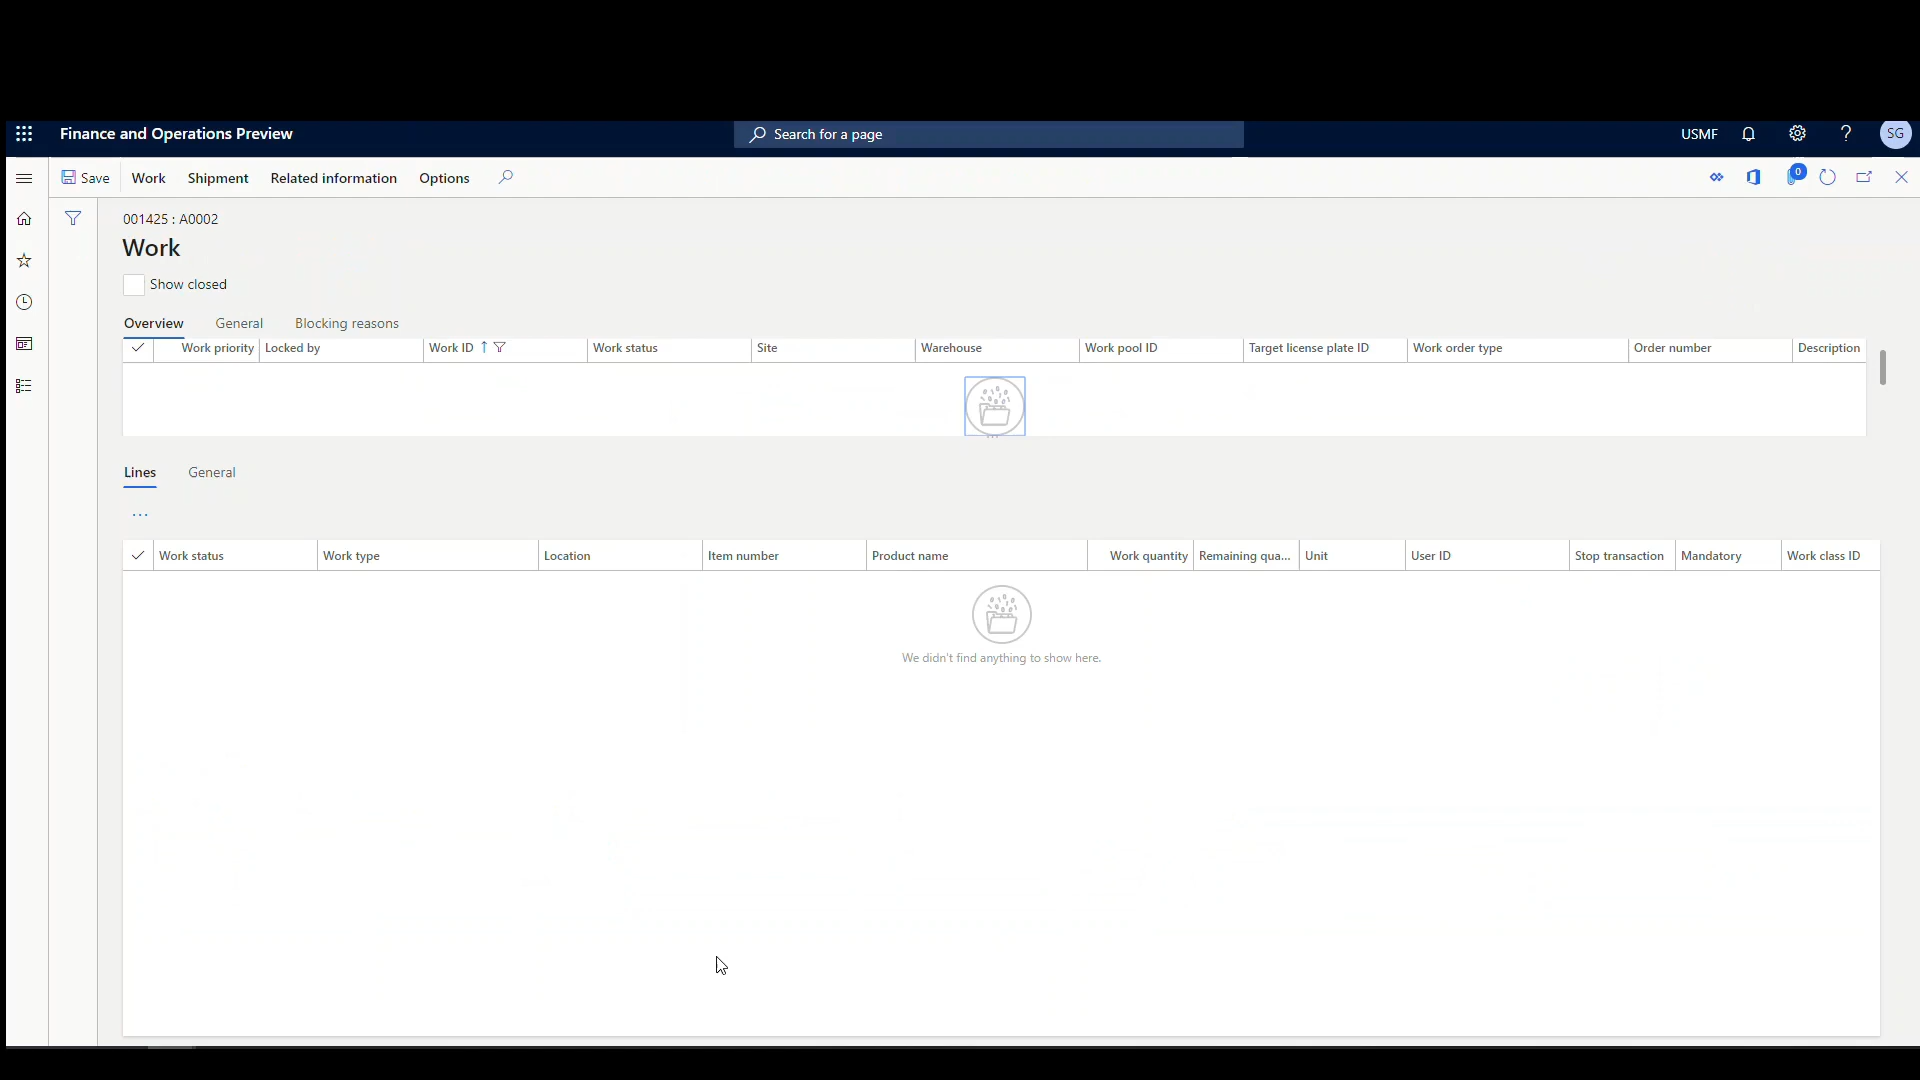 Finance and Operations Preview
Search for a page
USMF
SG
Save
Work
Shipment
Related information
Options
0
001425 : A0002
Work
Show closed
Overview
General
Blocking reasons
Work priority
Locked by
Work ID
Work status
Site
Warehouse
Work pool ID
Target license plate ID
Work order type
Order number
Description
Lines
General
...
Work status
Work type
Location
Item number
Product name
Work quantity
Remaining qua...
Unit
User ID
Stop transaction
Mandatory
Work class ID
We didn't find anything to show here.